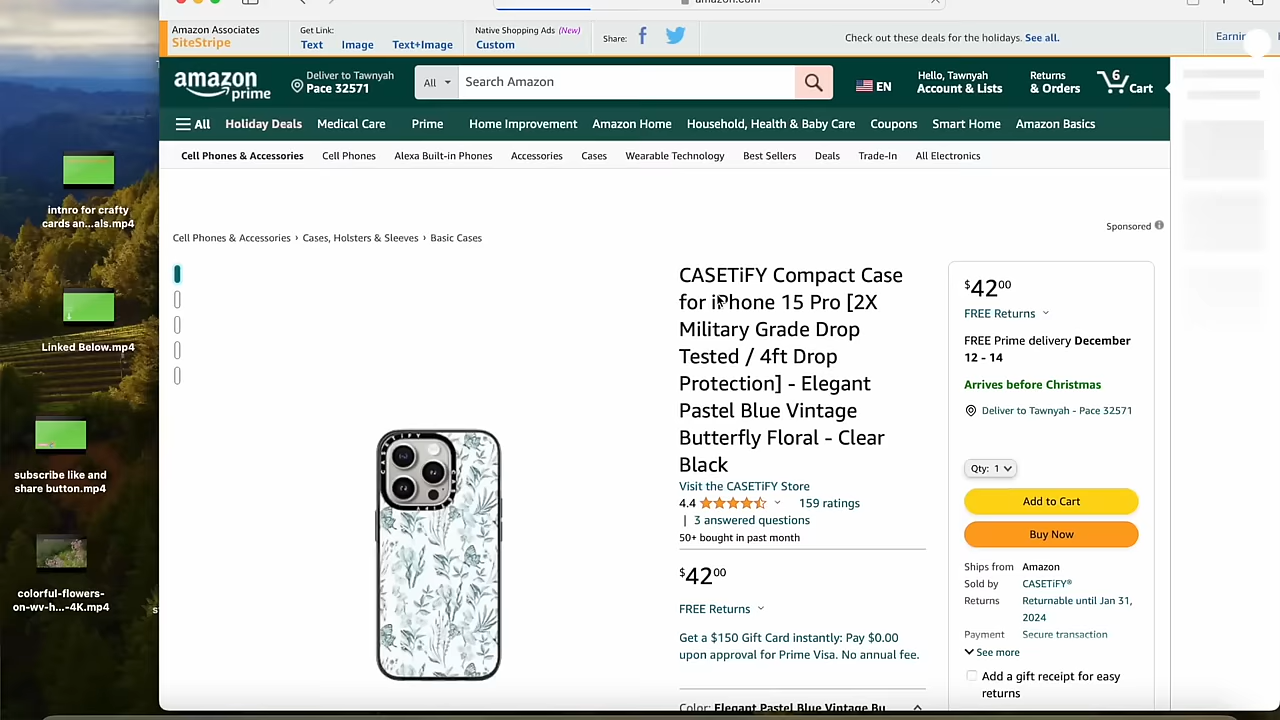 amazon.com
Amazon Associates
SiteStripe
Get Link:
Text Image Text+Image
Native Shopping Ads (New)
Custom
Share:
Check out these deals for the holidays. See all.
amazon prime
Deliver to Tawnyah
Pace 32571
All
Search Amazon
EN
Hello, Tawnyah
Account & Lists
Returns
& Orders
6
Cart
All Holiday Deals Medical Care Prime Home Improvement Amazon Home Household, Health & Baby Care Coupons Smart Home Amazon Basics
Cell Phones & Accessories Cell Phones Alexa Built-in Phones Accessories Cases Wearable Technology Best Sellers Deals Trade-In All Electronics
Sponsored
Cell Phones & Accessories › Cases, Holsters & Sleeves › Basic Cases
CASETiFY Compact Case
for iPhone 15 Pro [2X
Military Grade Drop
Tested / 4ft Drop
Protection] - Elegant
Pastel Blue Vintage
Butterfly Floral - Clear
Black
Visit the CASETiFY Store
4.4 159 ratings
| 3 answered questions
50+ bought in past month
$42 00
FREE Returns
Get a $150 Gift Card instantly: Pay $0.00
upon approval for Prime Visa. No annual fee.
Color: Elegant Pastel Blue Vintage Bu
$42 00
FREE Returns
FREE Prime delivery December
12 - 14
Arrives before Christmas
Deliver to Tawnyah - Pace 32571
Qty: 1
Add to Cart
Buy Now
Ships from Amazon
Sold by CASETiFY®
Returns Returnable until Jan 31,
2024
Payment Secure transaction
See more
Add a gift receipt for easy
returns
intnro for crafty
cards an...als.mp4
Linked Below.mp4
subscribe like and
share button.mp4
colorful-flowers-
on-wv-h...-4K.mp4